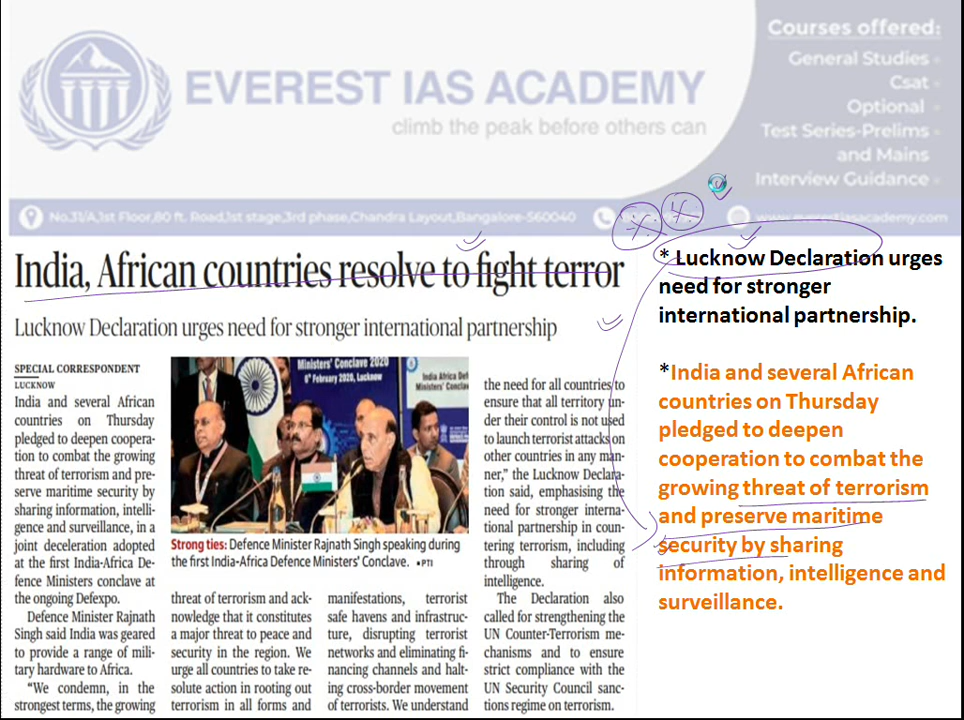 EVEREST IAS ACADEMY
climb the peak before others can
Courses offered:
General Studies
Csat
Optional
Test Series-Prelims
and Mains
Interview Guidance
No.31/A,1st Floor,80 ft. Road,1st stage,3rd phase,Chandra Layout,Bangalore-560040
www.everestiasacademy.com
India, African countries resolve to fight terror
Lucknow Declaration urges need for stronger international partnership
SPECIAL CORRESPONDENT
LUCKNOW
India and several African
countries on Thursday
pledged to deepen coopera-
tion to combat the growing
threat of terrorism and pre-
serve maritime security by
sharing information, intelli-
gence and surveillance, in a
joint deceleration adopted
at the first India-Africa De-
fence Ministers conclave at
the ongoing Defexpo.
Defence Minister Rajnath
Singh said India was geared
to provide a range of mili-
tary hardware to Africa.
“We condemn, in the
strongest terms, the growing
Ministers' Conclave 2020
6th February 2020, Lucknow
India Africa Def
Ministers' Conclav
Strong ties: Defence Minister Rajnath Singh speaking during
the first India-Africa Defence Ministers' Conclave. •PTI
threat of terrorism and ack-
nowledge that it constitutes
a major threat to peace and
security in the region. We
urge all countries to take re-
solute action in rooting out
terrorism in all forms and
manifestations, terrorist
safe havens and infrastruc-
ture, disrupting terrorist
networks and eliminating fi-
nancing channels and halt-
ing cross-border movement
of terrorists. We understand
the need for all countries to
ensure that all territory un-
der their control is not used
to launch terrorist attacks on
other countries in any man-
ner,” the Lucknow Declara-
tion said, emphasising the
need for stronger interna-
tional partnership in coun-
tering terrorism, including
through sharing of
intelligence.
The Declaration also
called for strengthening the
UN Counter-Terrorism me-
chanisms and to ensure
strict compliance with the
UN Security Council sanc-
tions regime on terrorism.
* Lucknow Declaration urges
need for stronger
international partnership.
*India and several African
countries on Thursday
pledged to deepen
cooperation to combat the
growing threat of terrorism
and preserve maritime
security by sharing
information, intelligence and
surveillance.